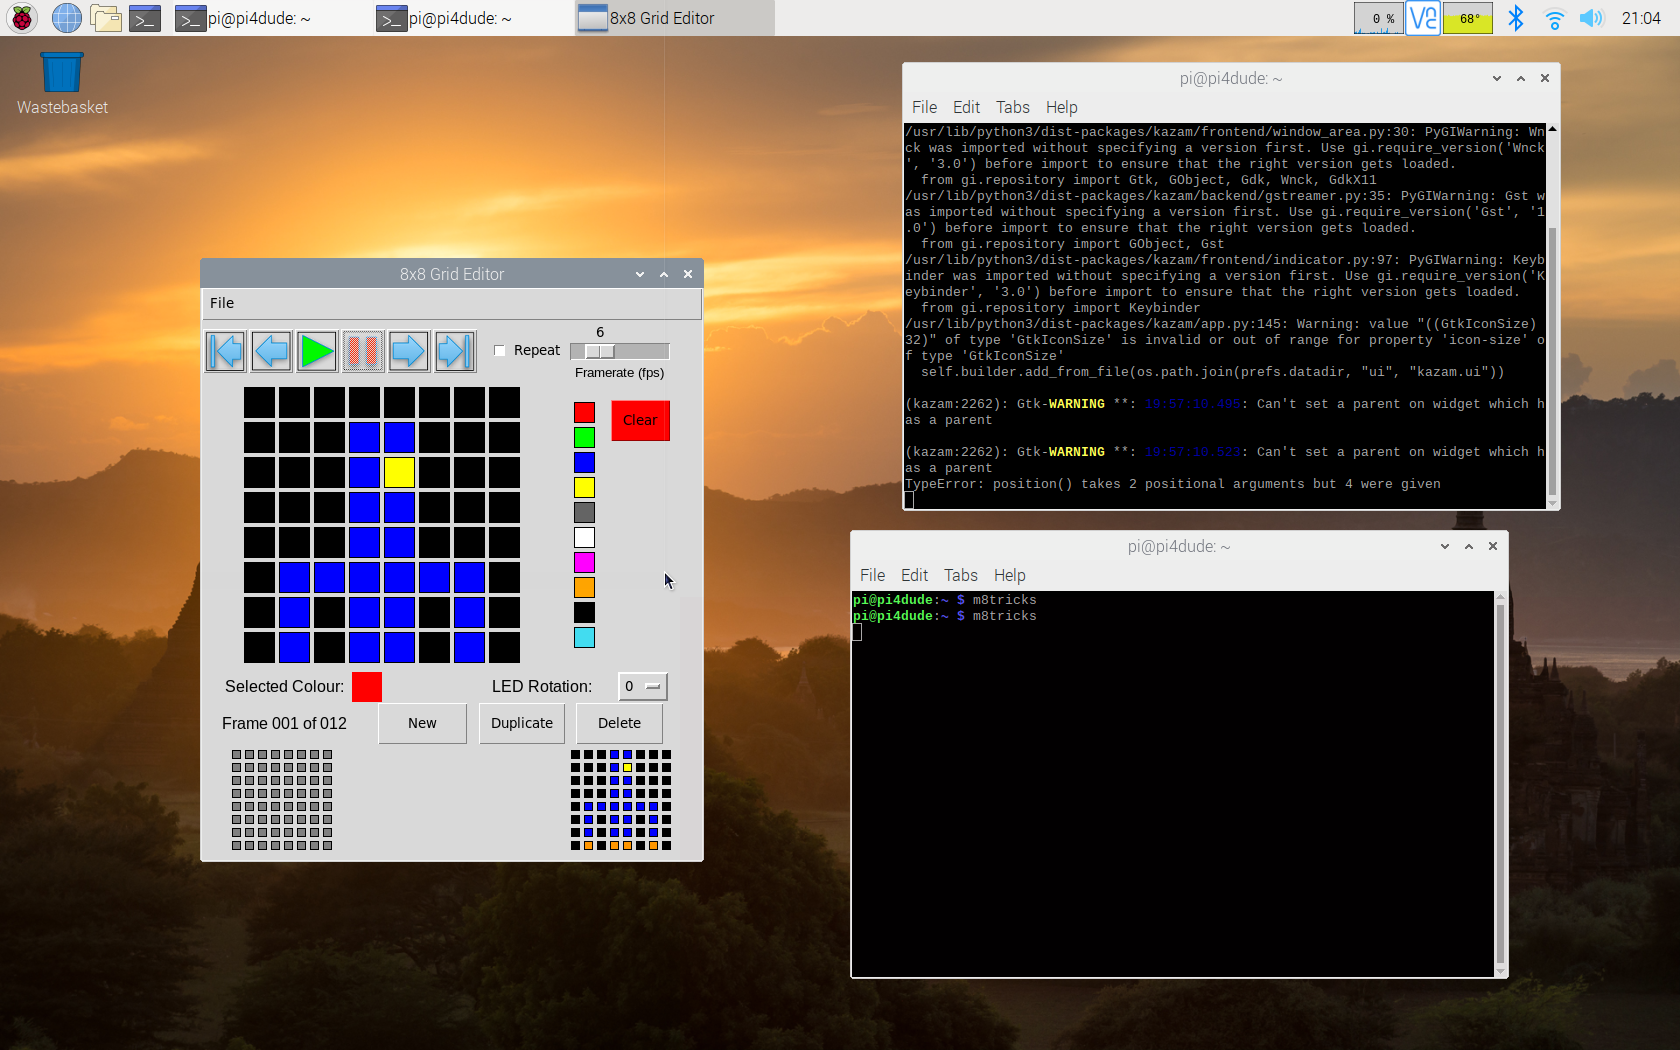 pi@pi4dude: ~
pi@pi4dude: ~
8x8 Grid Editor
0 %
68°
21:04
Wastebasket
pi@pi4dude: ~
File Edit Tabs Help
/usr/lib/python3/dist-packages/kazam/frontend/window_area.py:30: PyGIWarning: Wn
ck was imported without specifying a version first. Use gi.require_version('Wnck
', '3.0') before import to ensure that the right version gets loaded.
from gi.repository import Gtk, GObject, Gdk, Wnck, GdkX11
/usr/lib/python3/dist-packages/kazam/backend/gstreamer.py:35: PyGIWarning: Gst w
as imported without specifying a version first. Use gi.require_version('Gst', '1
.0') before import to ensure that the right version gets loaded.
from gi.repository import GObject, Gst
/usr/lib/python3/dist-packages/kazam/frontend/indicator.py:97: PyGIWarning: Keyb
inder was imported without specifying a version first. Use gi.require_version('K
eybinder', '3.0') before import to ensure that the right version gets loaded.
from gi.repository import Keybinder
/usr/lib/python3/dist-packages/kazam/app.py:145: Warning: value "((GtkIconSize)
32)" of type 'GtkIconSize' is invalid or out of range for property 'icon-size' o
f type 'GtkIconSize'
self.builder.add_from_file(os.path.join(prefs.datadir, "ui", "kazam.ui"))
(kazam:2262): Gtk-WARNING **: 19:57:10.495: Can't set a parent on widget which h
as a parent
(kazam:2262): Gtk-WARNING **: 19:57:10.523: Can't set a parent on widget which h
as a parent
TypeError: position() takes 2 positional arguments but 4 were given
8x8 Grid Editor
File
Repeat
6
Framerate (fps)
Clear
Selected Colour:
LED Rotation:
0
Frame 001 of 012
New
Duplicate
Delete
pi@pi4dude: ~
File Edit Tabs Help
pi@pi4dude:~ $ m8tricks
pi@pi4dude:~ $ m8tricks